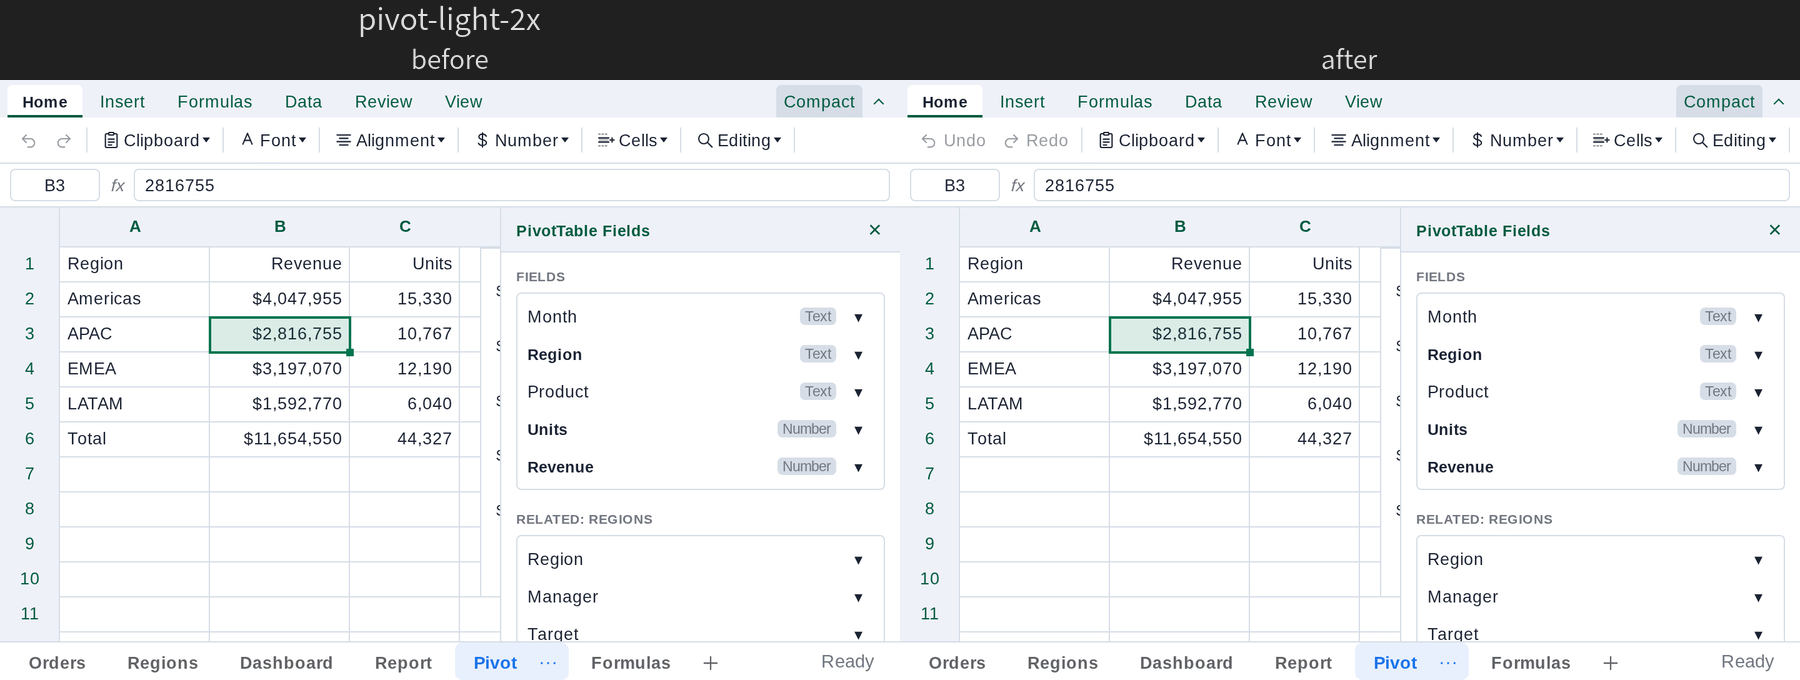 pivot-light-2x
before
after
Home Insert Formulas Data Review View Compact
Clipboard Font Alignment $ Number Cells Editing
B3 fx 2816755
A B C
PivotTable Fields
1 Region Revenue Units
2 Americas $4,047,955 15,330
3 APAC $2,816,755 10,767
4 EMEA $3,197,070 12,190
5 LATAM $1,592,770 6,040
6 Total $11,654,550 44,327
7
8
9
10
11
FIELDS
Month Text
Region Text
Product Text
Units Number
Revenue Number
RELATED: REGIONS
Region
Manager
Target
Orders Regions Dashboard Report Pivot ... Formulas + Ready
Home Insert Formulas Data Review View Compact
Undo Redo Clipboard Font Alignment $ Number Cells Editing
B3 fx 2816755
A B C
PivotTable Fields
1 Region Revenue Units
2 Americas $4,047,955 15,330
3 APAC $2,816,755 10,767
4 EMEA $3,197,070 12,190
5 LATAM $1,592,770 6,040
6 Total $11,654,550 44,327
7
8
9
10
11
FIELDS
Month Text
Region Text
Product Text
Units Number
Revenue Number
RELATED: REGIONS
Region
Manager
Target
Orders Regions Dashboard Report Pivot ... Formulas + Ready